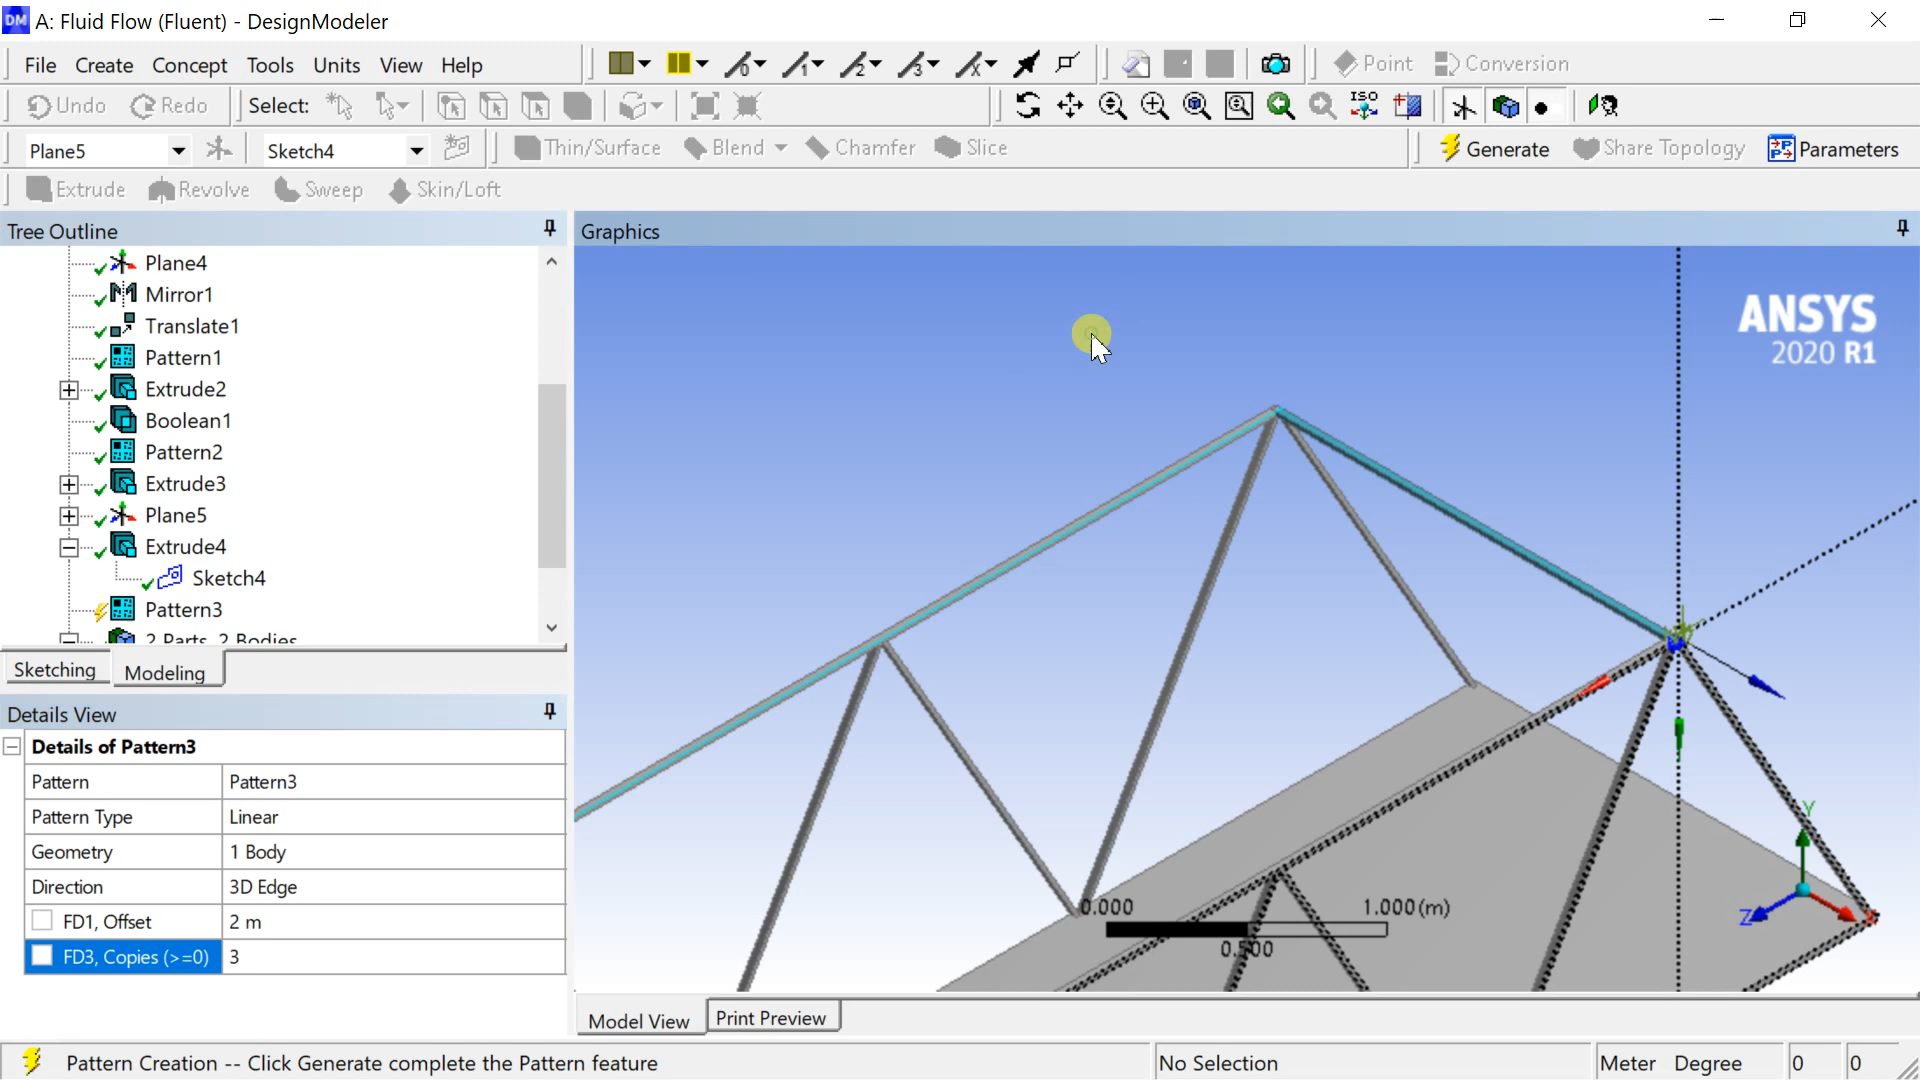 A: Fluid Flow (Fluent) - DesignModeler
File Create Concept Tools Units View Help
Point Conversion
Undo Redo Select: ISO
Plane5 Sketch4 Thin/Surface Blend Chamfer Slice Generate Share Topology Parameters
Extrude Revolve Sweep Skin/Loft
Tree Outline
Plane4
Mirror1
Translate1
Pattern1
Extrude2
Boolean1
Pattern2
Extrude3
Plane5
Extrude4
Sketch4
Pattern3
2 Parts, 2 Bodies
Sketching Modeling
Details View
Details of Pattern3
Pattern Pattern3
Pattern Type Linear
Geometry 1 Body
Direction 3D Edge
FD1, Offset 2 m
FD3, Copies (>=0) 3
Graphics
ANSYS
2020 R1
Y
Z
X
0.000 1.000 (m)
0.500
Model View Print Preview
Pattern Creation -- Click Generate complete the Pattern feature No Selection Meter Degree 0 0